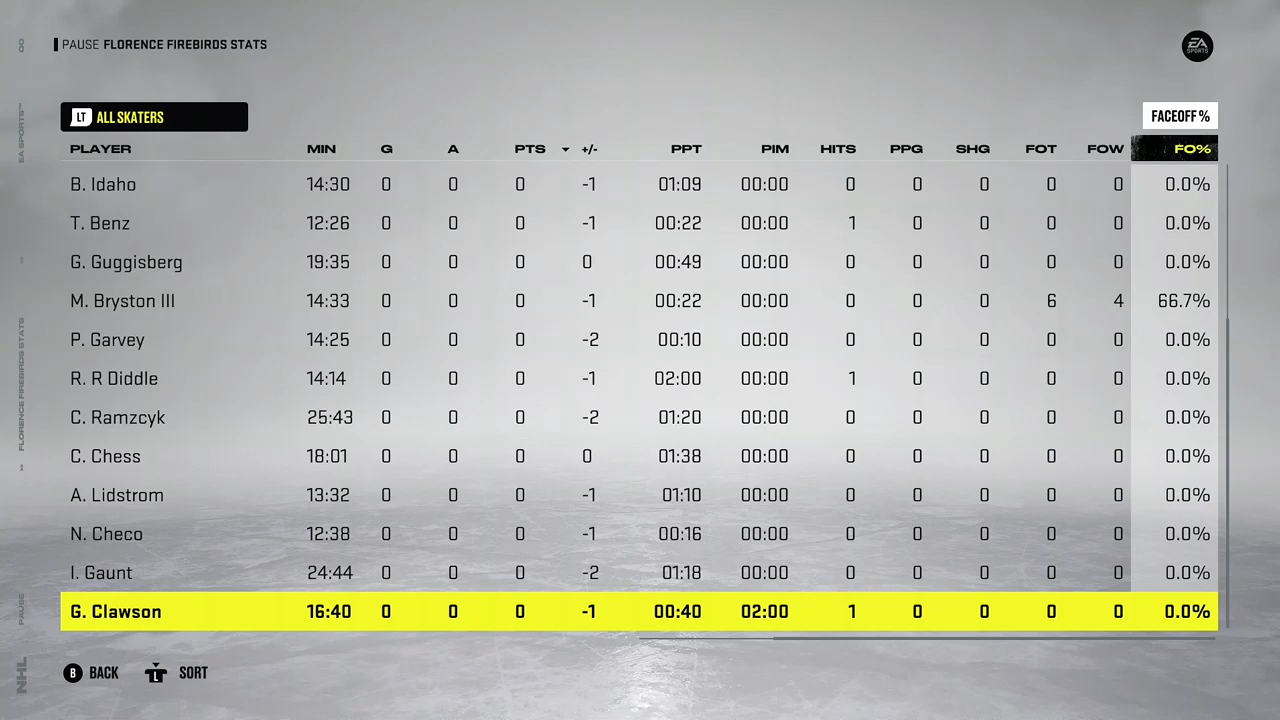 PAUSE FLORENCE FIREBIRDS STATS
EA SPORTS
LT ALL SKATERS
FACEOFF %
PLAYER MIN G A PTS +/- PPT PIM HITS PPG SHG FOT FOW FO%
B. Idaho 14:30 0 0 0 -1 01:09 00:00 0 0 0 0 0 0.0%
T. Benz 12:26 0 0 0 -1 00:22 00:00 1 0 0 0 0 0.0%
G. Guggisberg 19:35 0 0 0 0 00:49 00:00 0 0 0 0 0 0.0%
M. Bryston III 14:33 0 0 0 -1 00:22 00:00 0 0 0 6 4 66.7%
P. Garvey 14:25 0 0 0 -2 00:10 00:00 0 0 0 0 0 0.0%
R. R Diddle 14:14 0 0 0 -1 02:00 00:00 1 0 0 0 0 0.0%
C. Ramzcyk 25:43 0 0 0 -2 01:20 00:00 0 0 0 0 0 0.0%
C. Chess 18:01 0 0 0 0 01:38 00:00 0 0 0 0 0 0.0%
A. Lidstrom 13:32 0 0 0 -1 01:10 00:00 0 0 0 0 0 0.0%
N. Checo 12:38 0 0 0 -1 00:16 00:00 0 0 0 0 0 0.0%
I. Gaunt 24:44 0 0 0 -2 01:18 00:00 0 0 0 0 0 0.0%
G. Clawson 16:40 0 0 0 -1 00:40 02:00 1 0 0 0 0 0.0%
B BACK L SORT
NHL PAUSE >> FLORENCE FIREBIRDS STATS >> EA SPORTS™